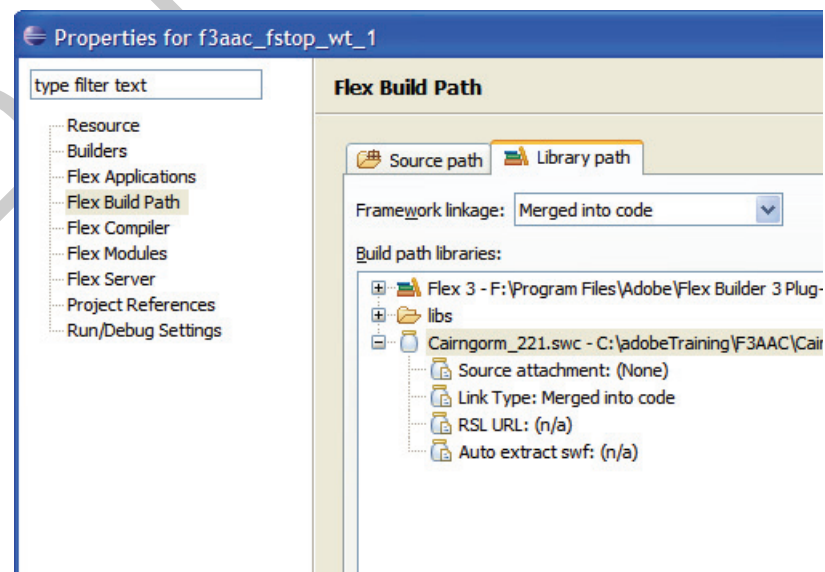 Properties for f3aac_fstop_wt_1
type filter text
Resource
Builders
Flex Applications
Flex Build Path
Flex Compiler
Flex Modules
Flex Server
Project References
Run/Debug Settings
Flex Build Path
Source path
Library path
Framework linkage: Merged into code
Build path libraries:
Flex 3 - F:\Program Files\Adobe\Flex Builder 3 Plug-
libs
Cairngorm_221.swc - C:\adobeTraining\F3AAC\Cair
Source attachment: (None)
Link Type: Merged into code
RSL URL: (n/a)
Auto extract swf: (n/a)